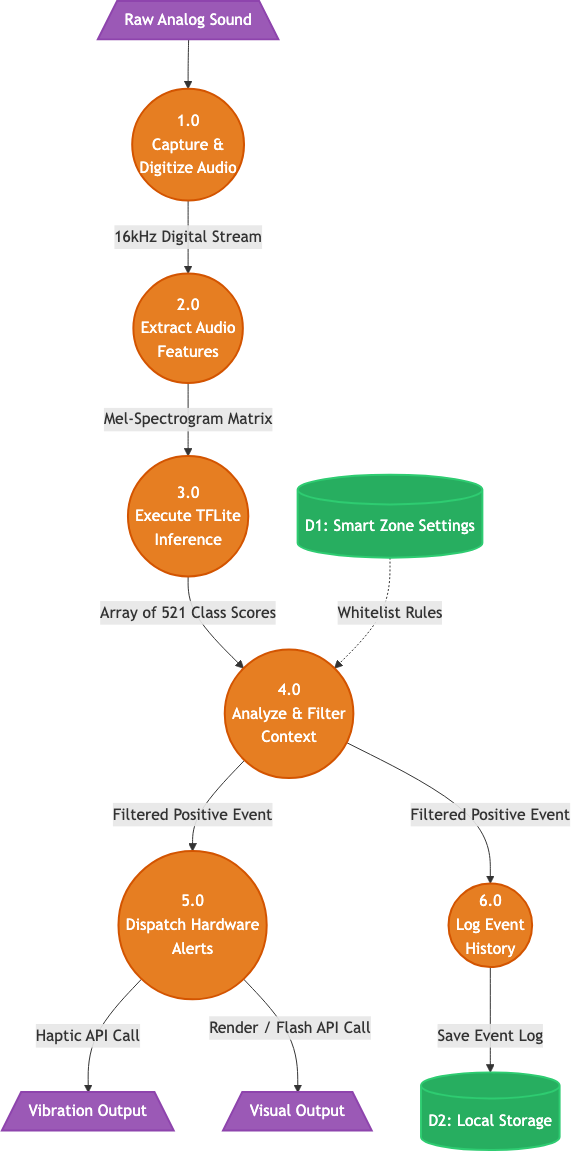 Raw Analog Sound
1.0
Capture &
Digitize Audio
16kHz Digital Stream
2.0
Extract Audio
Features
Mel-Spectrogram Matrix
3.0
Execute TFLite
Inference
D1: Smart Zone Settings
Array of 521 Class Scores
Whitelist Rules
4.0
Analyze & Filter
Context
Filtered Positive Event
Filtered Positive Event
5.0
Dispatch Hardware
Alerts
6.0
Log Event
History
Haptic API Call
Render / Flash API Call
Save Event Log
Vibration Output
Visual Output
D2: Local Storage